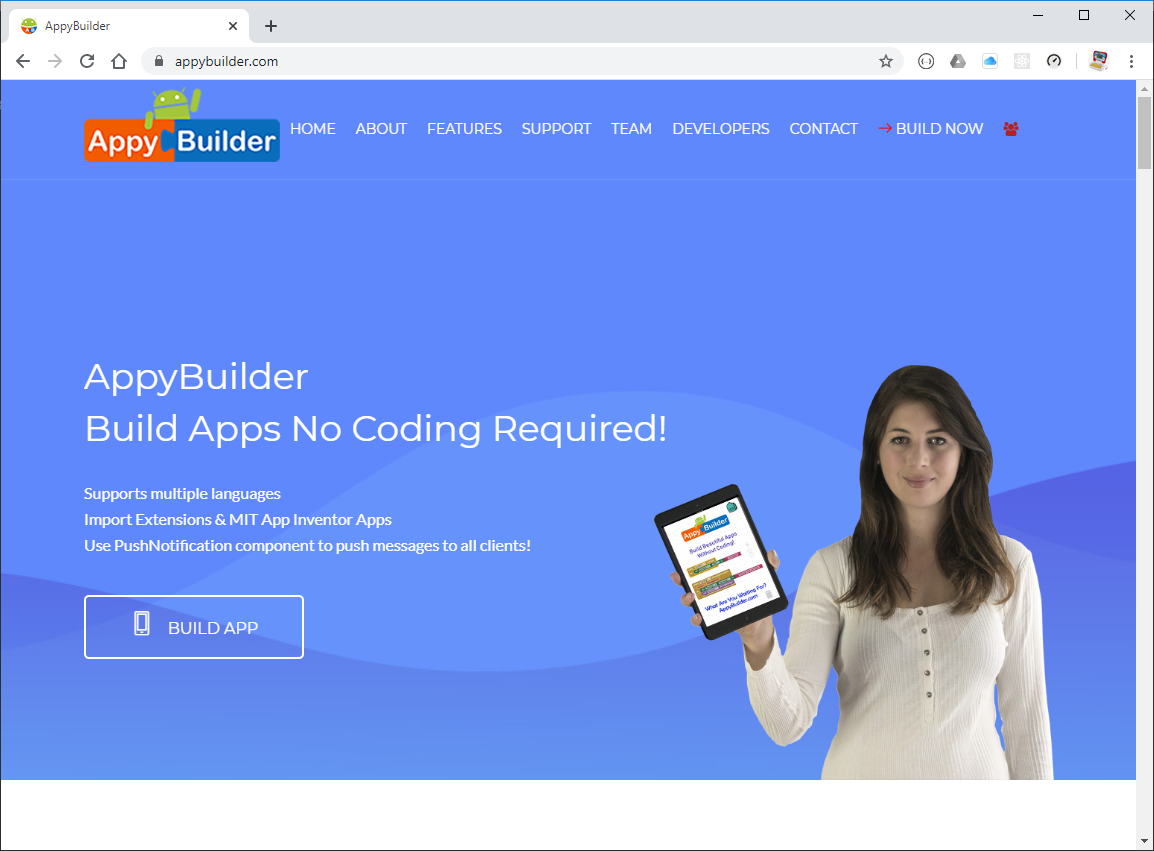 AppyBuilder
appybuilder.com
Appy Builder
HOME ABOUT FEATURES SUPPORT TEAM DEVELOPERS CONTACT BUILD NOW
AppyBuilder
Build Apps No Coding Required!
Supports multiple languages
Import Extensions & MIT App Inventor Apps
Use PushNotification component to push messages to all clients!
BUILD APP
Appy Builder
Build Beautiful Apps
Without Coding!
What Are You Waiting For?
AppyBuilder.com